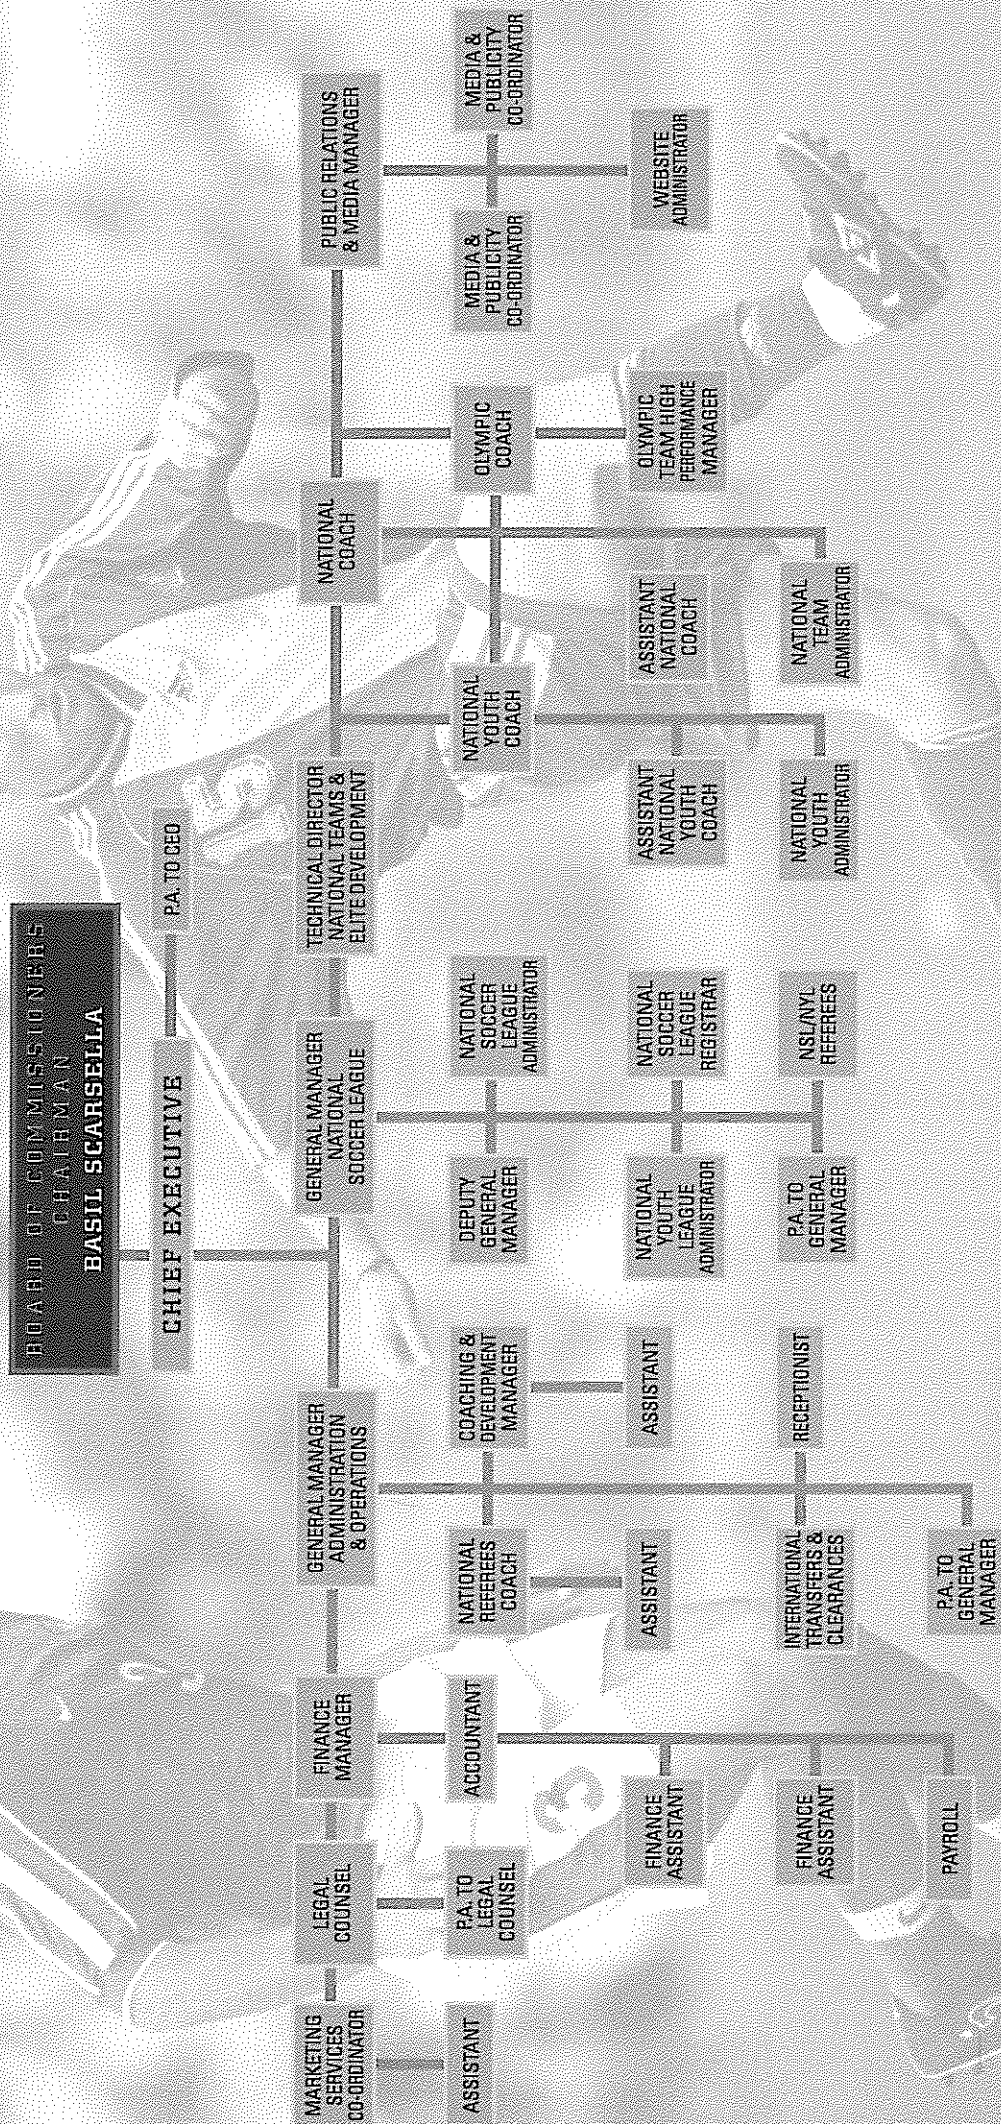 BOARD OF COMMISSIONERS
CHAIRMAN
BASIL SCARSELLA
CHIEF EXECUTIVE
P.A. TO CEO
MARKETING
SERVICES
CO-ORDINATOR
LEGAL
COUNSEL
FINANCE
MANAGER
GENERAL MANAGER
ADMINISTRATION
& OPERATIONS
GENERAL MANAGER
NATIONAL
SOCCER LEAGUE
TECHNICAL DIRECTOR
NATIONAL TEAMS &
ELITE DEVELOPMENT
NATIONAL
COACH
PUBLIC RELATIONS
& MEDIA MANAGER
ASSISTANT
P.A. TO
LEGAL
COUNSEL
ACCOUNTANT
NATIONAL
REFEREES
COACH
COACHING &
DEVELOPMENT
MANAGER
DEPUTY
GENERAL
MANAGER
NATIONAL
SOCCER
LEAGUE
ADMINISTRATOR
NATIONAL
YOUTH
COACH
OLYMPIC
COACH
MEDIA &
PUBLICITY
CO-ORDINATOR
MEDIA &
PUBLICITY
CO-ORDINATOR
FINANCE
ASSISTANT
ASSISTANT
ASSISTANT
NATIONAL
YOUTH
LEAGUE
ADMINISTRATOR
NATIONAL
SOCCER
LEAGUE
REGISTRAR
ASSISTANT
NATIONAL
YOUTH
COACH
ASSISTANT
NATIONAL
COACH
OLYMPIC
TEAM HIGH
PERFORMANCE
MANAGER
WEBSITE
ADMINISTRATOR
FINANCE
ASSISTANT
INTERNATIONAL
TRANSFERS &
CLEARANCES
RECEPTIONIST
P.A. TO
GENERAL
MANAGER
NSL/NYL
REFEREES
NATIONAL
YOUTH
ADMINISTRATOR
NATIONAL
TEAM
ADMINISTRATOR
PAYROLL
P.A. TO
GENERAL
MANAGER